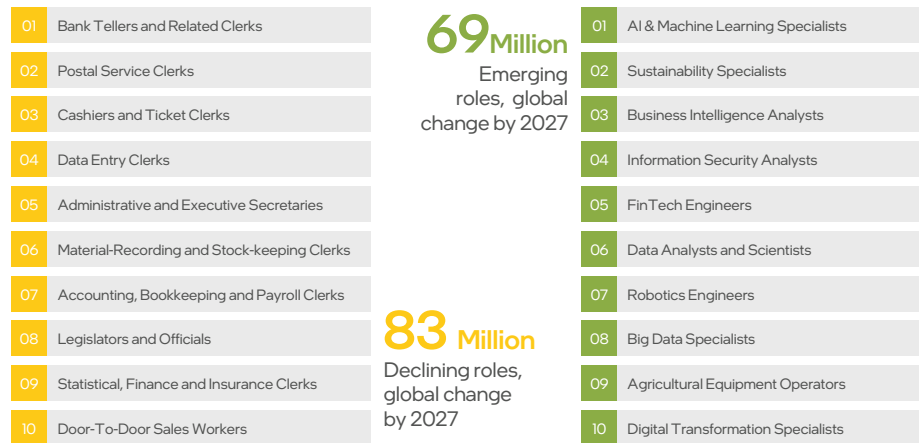 01 Bank Tellers and Related Clerks
02 Postal Service Clerks
03 Cashiers and Ticket Clerks
04 Data Entry Clerks
05 Administrative and Executive Secretaries
06 Material-Recording and Stock-keeping Clerks
07 Accounting, Bookkeeping and Payroll Clerks
08 Legislators and Officials
09 Statistical, Finance and Insurance Clerks
10 Door-To-Door Sales Workers
69 Million
Emerging
roles, global
change by 2027
83 Million
Declining roles,
global change
by 2027
01 AI & Machine Learning Specialists
02 Sustainability Specialists
03 Business Intelligence Analysts
04 Information Security Analysts
05 FinTech Engineers
06 Data Analysts and Scientists
07 Robotics Engineers
08 Big Data Specialists
09 Agricultural Equipment Operators
10 Digital Transformation Specialists